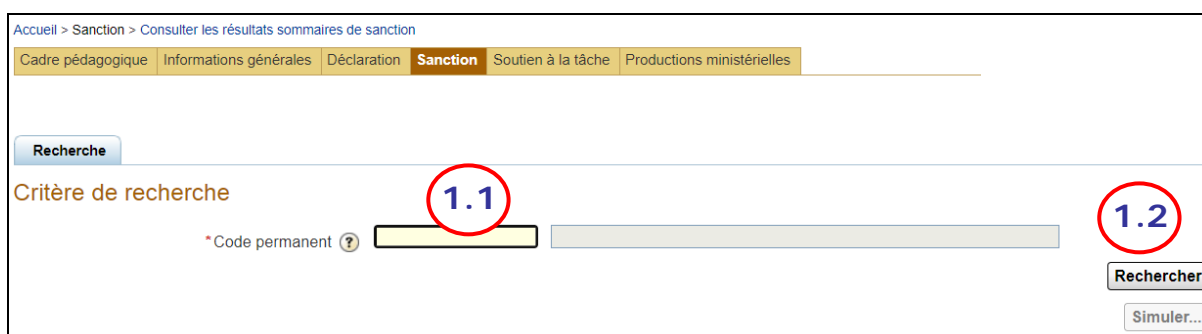 Accueil > Sanction > Consulter les résultats sommaires de sanction
Cadre pédagogique Informations générales Déclaration Sanction Soutien à la tâche Productions ministérielles
Recherche
Critère de recherche
1.1
1.2
*Code permanent ?
Rechercher
Simuler...